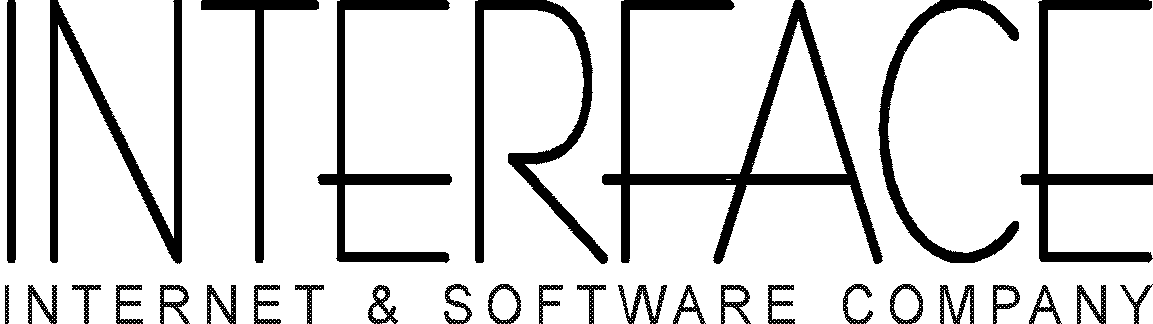 INTERFACE
INTERNET & SOFTWARE COMPANY